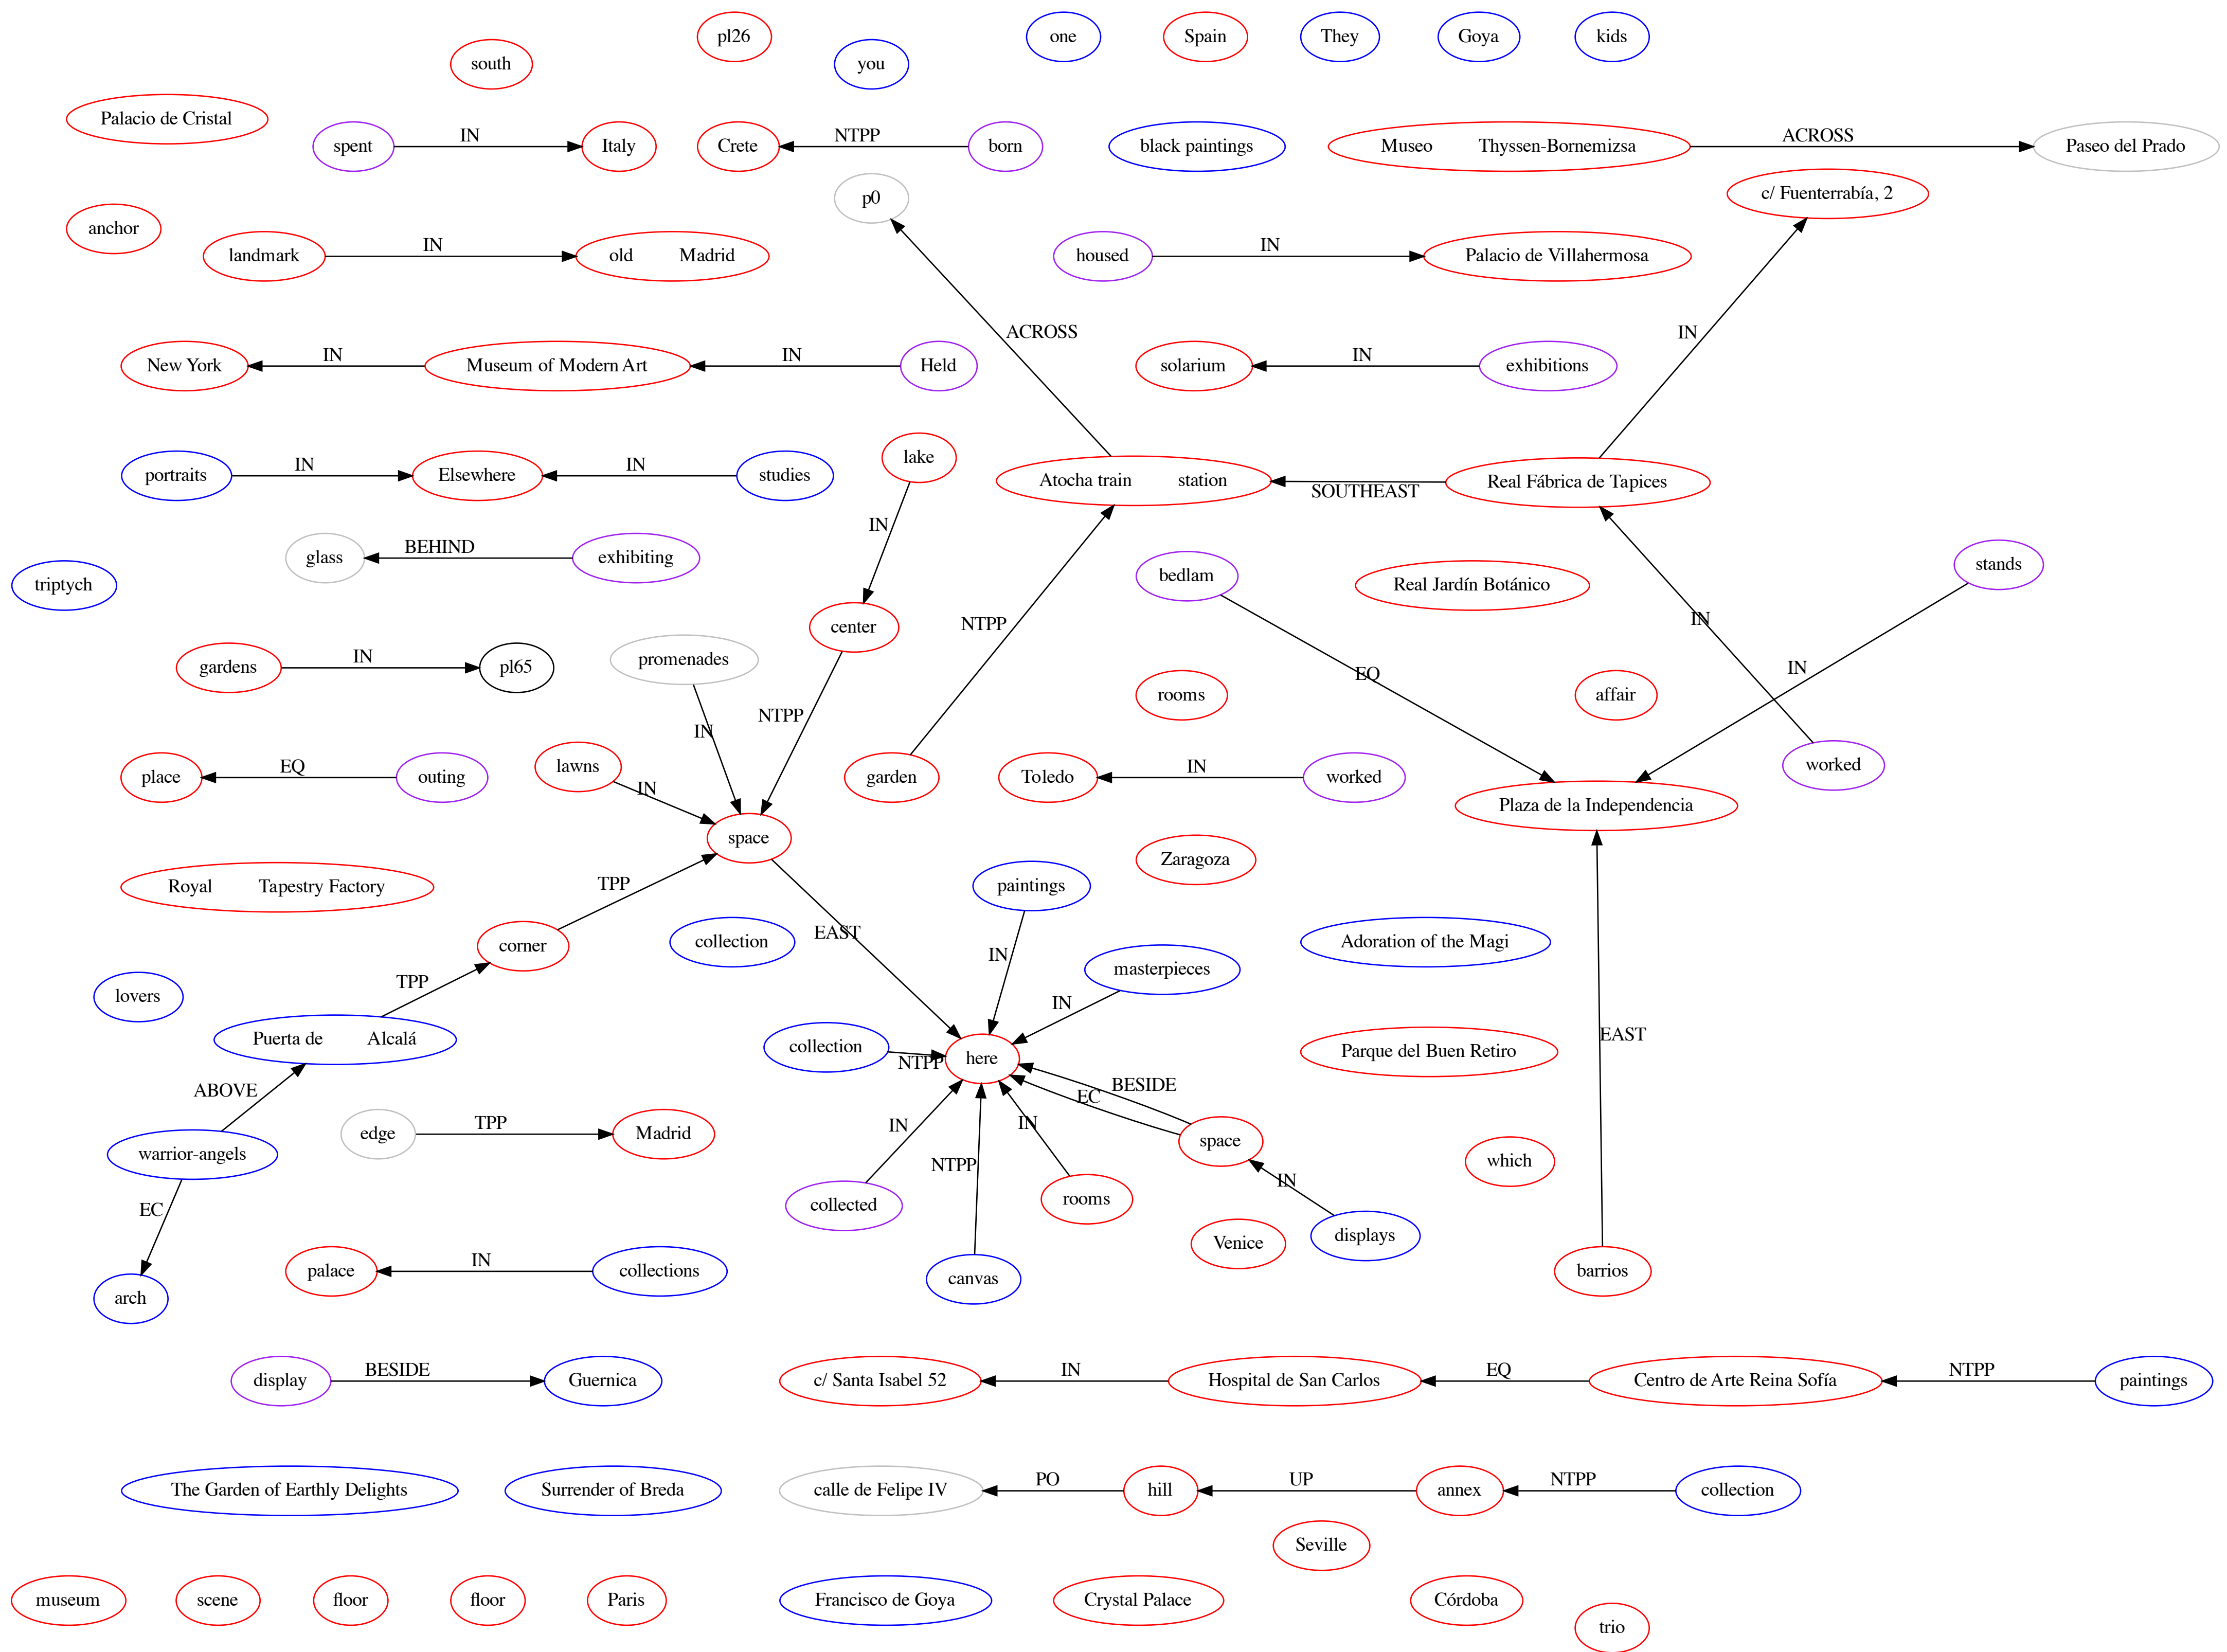 pl26
one
Spain
They
Goya
kids
south
you
Palacio de Cristal
spent
IN
Italy
Crete
NTPP
born
black paintings
Museo Thyssen-Bornemizsa
ACROSS
Paseo del Prado
p0
c/ Fuenterrabía, 2
anchor
landmark
IN
old Madrid
housed
IN
Palacio de Villahermosa
ACROSS
IN
New York
IN
Museum of Modern Art
IN
Held
solarium
IN
exhibitions
portraits
IN
Elsewhere
IN
studies
lake
Atocha train station
SOUTHEAST
Real Fábrica de Tapices
IN
glass
BEHIND
exhibiting
triptych
bedlam
Real Jardín Botánico
stands
center
NTPP
IN
gardens
IN
pl65
promenades
EQ
IN
rooms
affair
NTPP
IN
place
EQ
outing
lawns
IN
garden
Toledo
IN
worked
worked
Plaza de la Independencia
space
Zaragoza
Royal Tapestry Factory
TPP
paintings
corner
collection
EAST
IN
Adoration of the Magi
masterpieces
lovers
TPP
IN
Puerta de Alcalá
collection
NTPP
here
Parque del Buen Retiro
EAST
ABOVE
BESIDE
EC
warrior-angels
edge
TPP
Madrid
IN
IN
space
which
EC
NTPP
IN
collected
rooms
Venice
displays
arch
palace
IN
collections
canvas
barrios
display
BESIDE
Guernica
c/ Santa Isabel 52
IN
Hospital de San Carlos
EQ
Centro de Arte Reina Sofía
NTPP
paintings
The Garden of Earthly Delights
Surrender of Breda
calle de Felipe IV
PO
hill
UP
annex
NTPP
collection
Seville
museum
scene
floor
floor
Paris
Francisco de Goya
Crystal Palace
Córdoba
trio